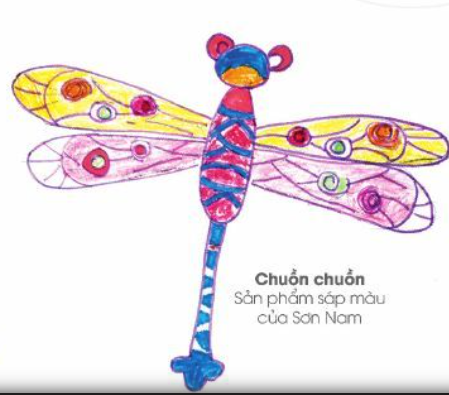 Chuồn chuồn
Sản phẩm sáp màu
của Sơn Nam